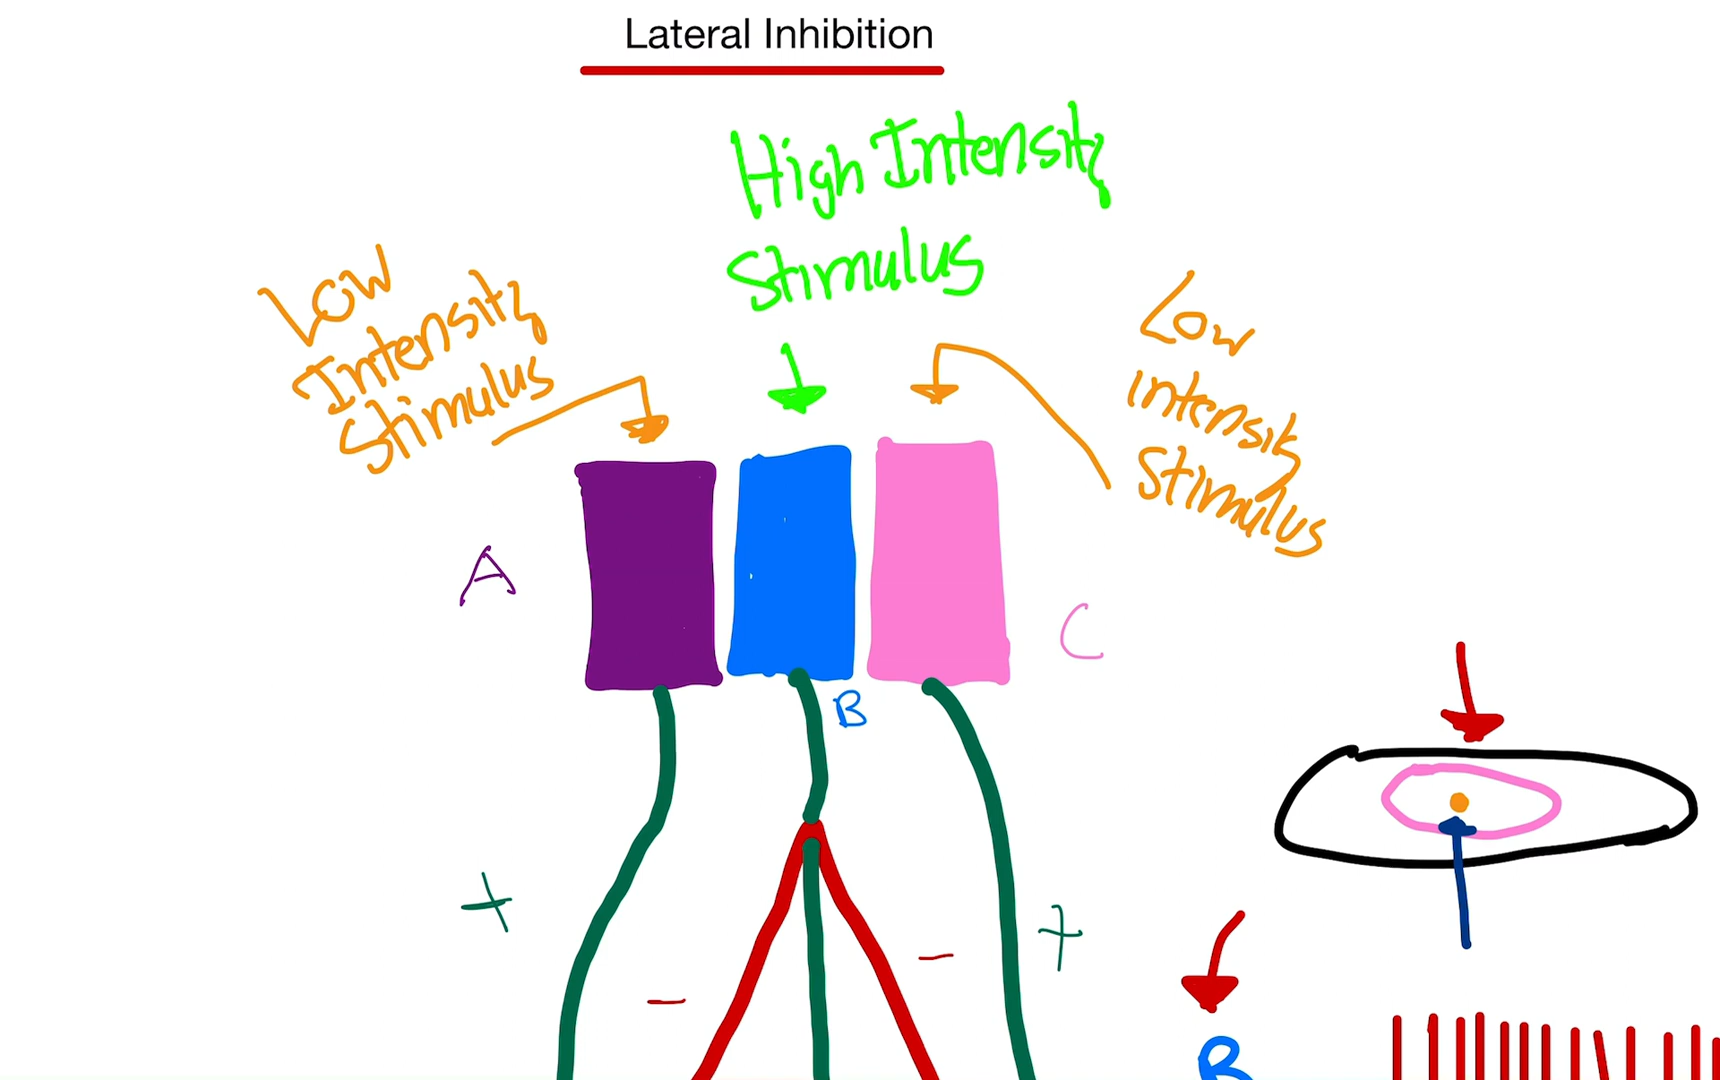 Lateral Inhibition
High Intensity
Stimulus
Low
Intensity
Stimulus
Low
intensity
Stimulus
A
B
C
+
-
-
+
B